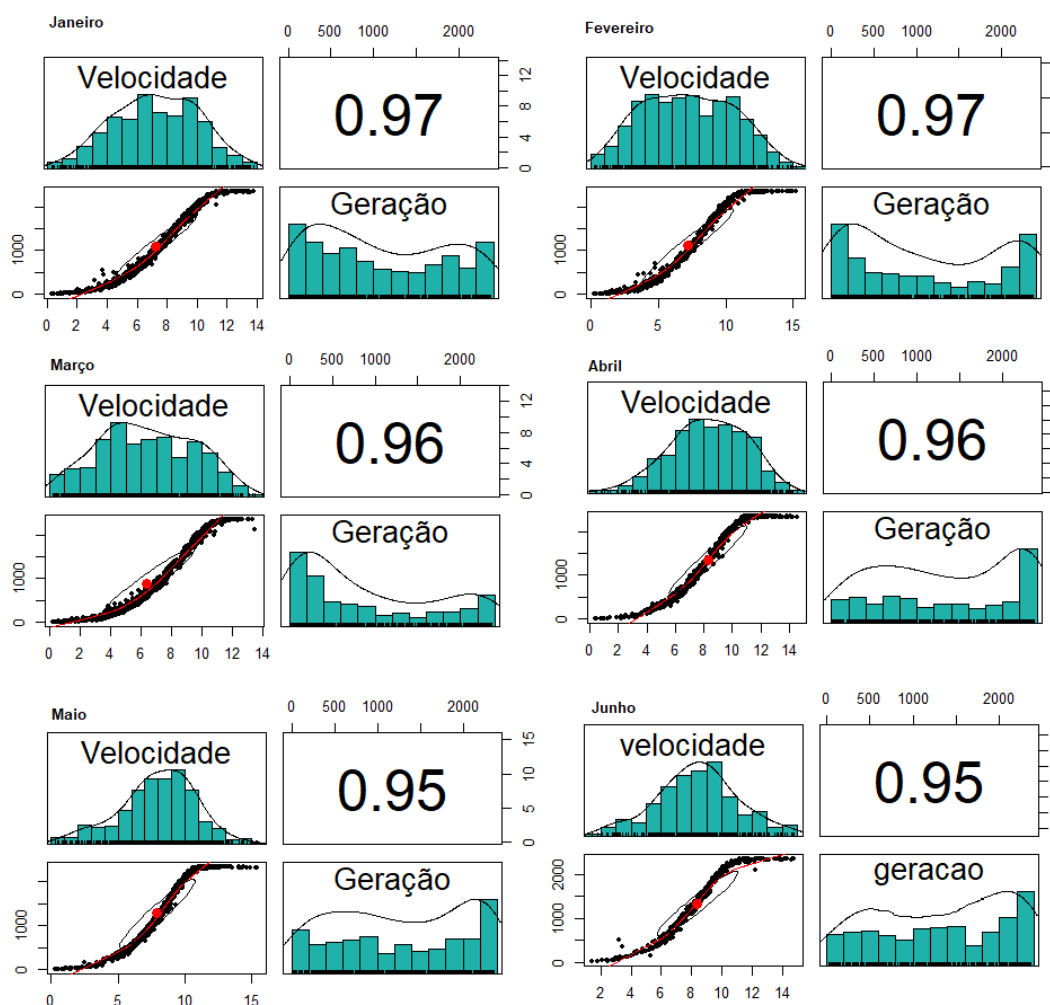 Janeiro
0 500 1000 2000
Velocidade
0.97
12
8
4
0
Geração
1000
0
0 2 4 6 8 10 12 14
Fevereiro
0 500 1000 2000
Velocidade
0.97
Geração
1000
0
0 5 10 15
Março
0 500 1000 2000
Velocidade
0.96
12
8
4
0
Geração
1000
0
0 2 4 6 8 10 12 14
Abril
0 500 1000 2000
Velocidade
0.96
Geração
1000
0
0 2 4 6 8 10 12 14
Maio
0 500 1000 2000
Velocidade
0.95
15
10
5
0
Geração
1000
0
0 5 10 15
Junho
0 500 1000 2000
velocidade
0.95
geracao
2000
1000
0
2 4 6 8 10 12 14